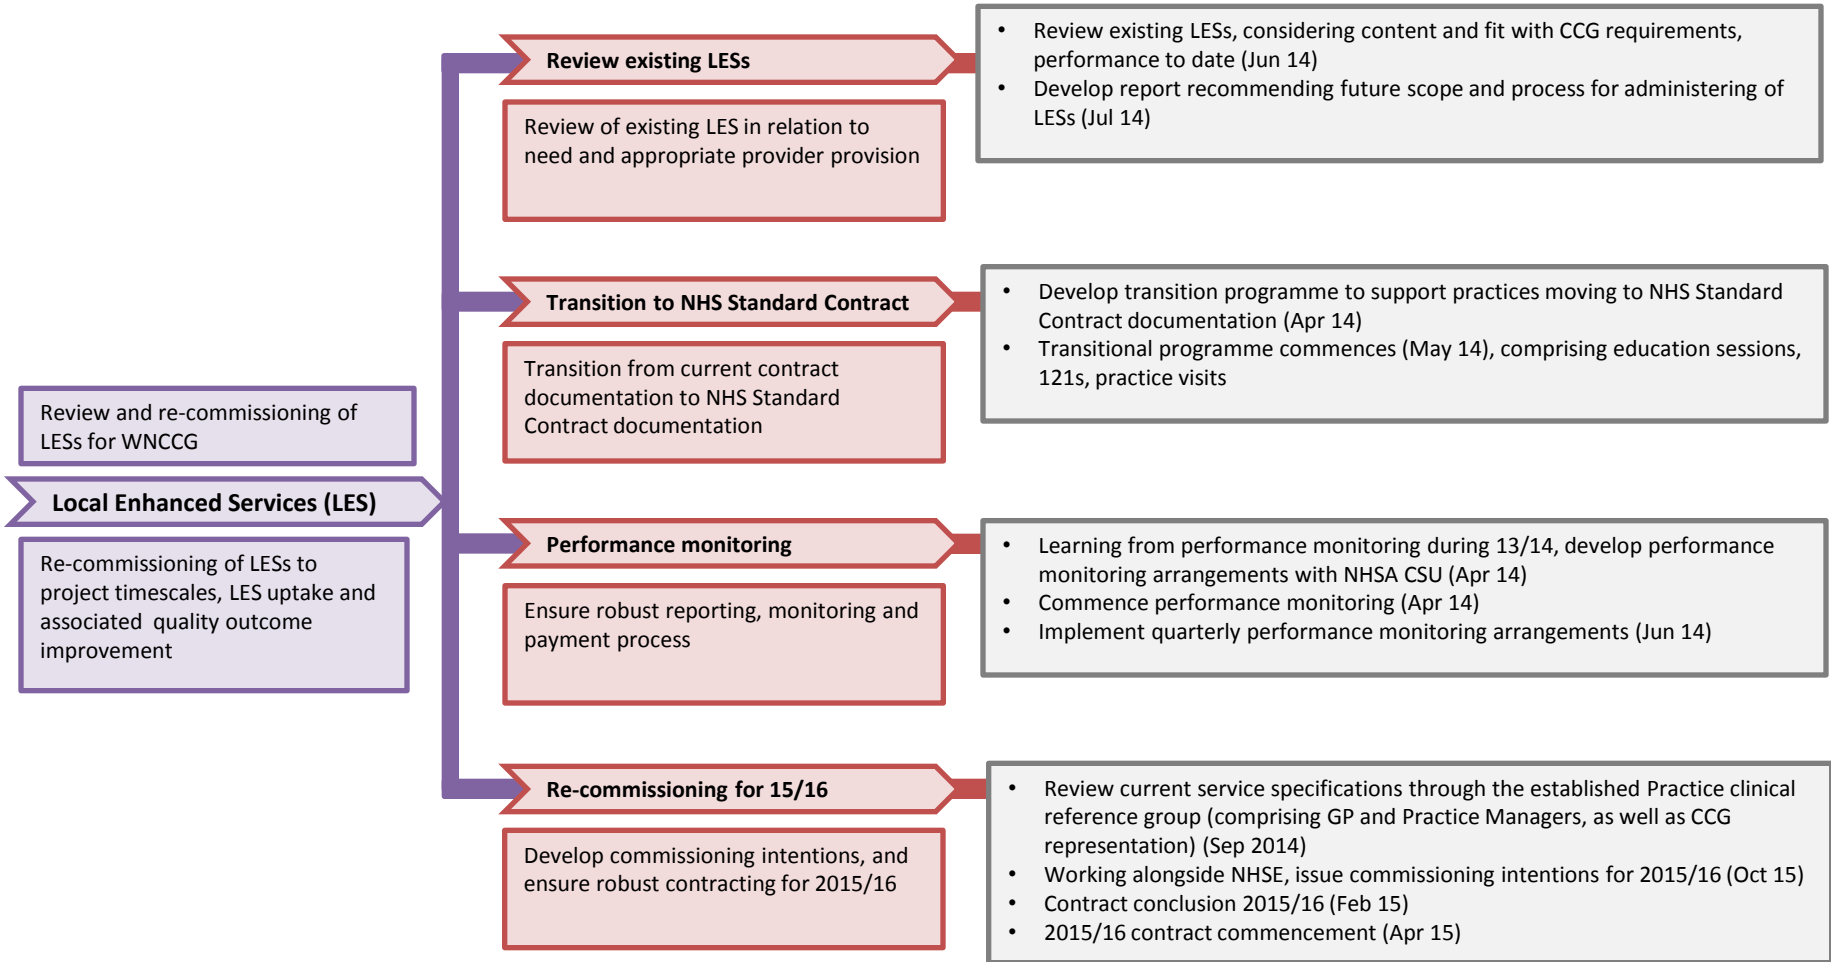 Review and re-commissioning of
LESs for WNCCG
Local Enhanced Services (LES)
Re-commissioning of LESs to
project timescales, LES uptake and
associated quality outcome
improvement
Review existing LESs
Review of existing LES in relation to
need and appropriate provider provision
• Review existing LESs, considering content and fit with CCG requirements,
performance to date (Jun 14)
• Develop report recommending future scope and process for administering of
LESs (Jul 14)
Transition to NHS Standard Contract
Transition from current contract
documentation to NHS Standard
Contract documentation
• Develop transition programme to support practices moving to NHS Standard
Contract documentation (Apr 14)
• Transitional programme commences (May 14), comprising education sessions,
121s, practice visits
Performance monitoring
Ensure robust reporting, monitoring and
payment process
• Learning from performance monitoring during 13/14, develop performance
monitoring arrangements with NHSA CSU (Apr 14)
• Commence performance monitoring (Apr 14)
• Implement quarterly performance monitoring arrangements (Jun 14)
Re-commissioning for 15/16
Develop commissioning intentions, and
ensure robust contracting for 2015/16
• Review current service specifications through the established Practice clinical
reference group (comprising GP and Practice Managers, as well as CCG
representation) (Sep 2014)
• Working alongside NHSE, issue commissioning intentions for 2015/16 (Oct 15)
• Contract conclusion 2015/16 (Feb 15)
• 2015/16 contract commencement (Apr 15)